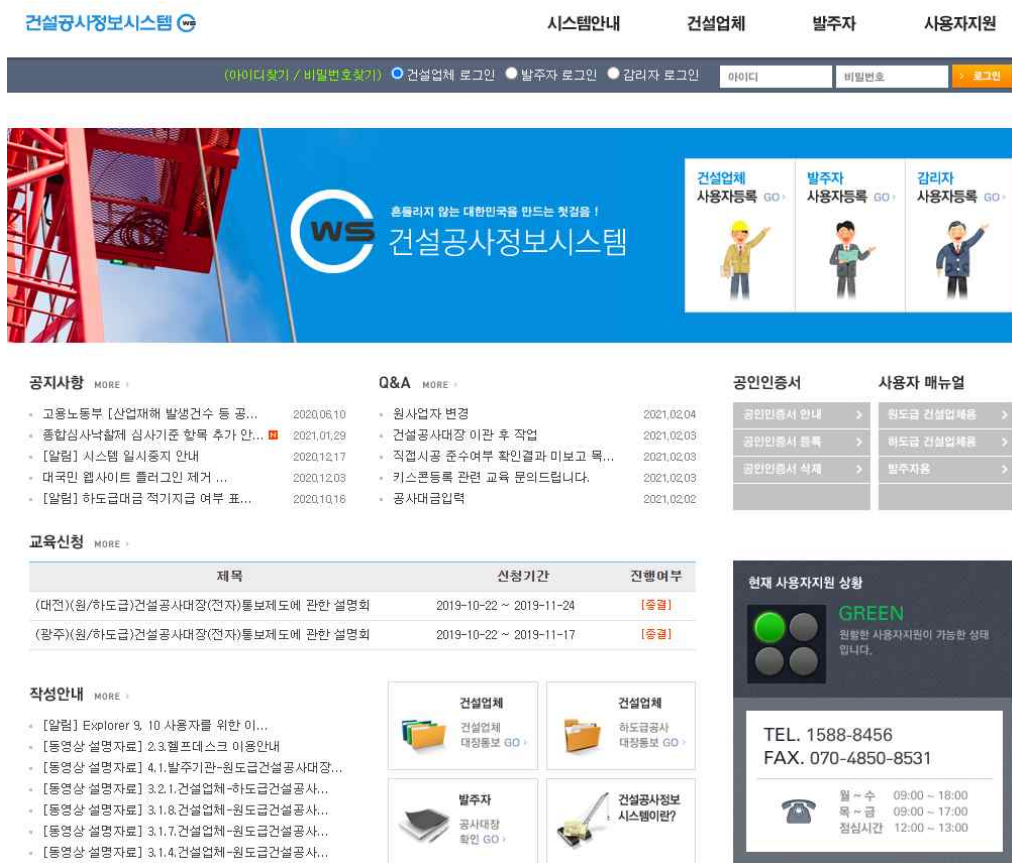 건설공사정보시스템 CWS
시스템안내 건설업체 발주자 사용자지원
(아이디찾기 / 비밀번호찾기) 건설업체 로그인 발주자 로그인 감리자 로그인 아이디 비밀번호 > 로그인
WS
흔들리지 않는 대한민국을 만드는 첫걸음 !
건설공사정보시스템
건설업체
사용자등록 GO
발주자
사용자등록 GO
감리자
사용자등록 GO
공지사항 MORE
고용노동부 [산업재해 발생건수 등 공... 2020.06.10
종합심사낙찰제 심사기준 항목 추가 안... N 2021.01.29
[알림] 시스템 일시중지 안내 2020.12.17
대국민 웹사이트 플러그인 제거 ... 2020.12.03
[알림] 하도급대금 적기지급 여부 표... 2020.10.16
Q&A MORE
원사업자 변경 2021.02.04
건설공사대장 이관 후 작업 2021.02.03
직접시공 준수여부 확인결과 미보고 목... 2021.02.03
키스콘등록 관련 교육 문의드립니다. 2021.02.03
공사대금입력 2021.02.02
공인인증서
공인인증서 안내 >
공인인증서 등록 >
공인인증서 삭제 >
사용자 매뉴얼
원도급 건설업체용 >
하도급 건설업체용 >
발주자용 >
교육신청 MORE
제목 신청기간 진행여부
(대전)(원/하도급)건설공사대장(전자)통보제도에 관한 설명회 2019-10-22 ~ 2019-11-24 [종결]
(광주)(원/하도급)건설공사대장(전자)통보제도에 관한 설명회 2019-10-22 ~ 2019-11-17 [종결]
현재 사용자지원 상황
GREEN
원활한 사용자지원이 가능한 상태
입니다.
작성안내 MORE
[알림] Explorer 9, 10 사용자를 위한 이...
[동영상 설명자료] 2.3.헬프데스크 이용안내
[동영상 설명자료] 4.1.발주기관-원도급건설공사대장...
[동영상 설명자료] 3.2.1.건설업체-하도급건설공사...
[동영상 설명자료] 3.1.8.건설업체-원도급건설공사...
[동영상 설명자료] 3.1.7.건설업체-원도급건설공사...
[동영상 설명자료] 3.1.4.건설업체-원도급건설공사...
건설업체
건설업체
대장통보 GO
건설업체
하도급공사
대장통보 GO
발주자
공사대장
확인 GO
건설공사정보
시스템이란?
TEL. 1588-8456
FAX. 070-4850-8531
월 ~ 수 09:00 ~ 18:00
목 ~ 금 09:00 ~ 17:00
점심시간 12:00 ~ 13:00